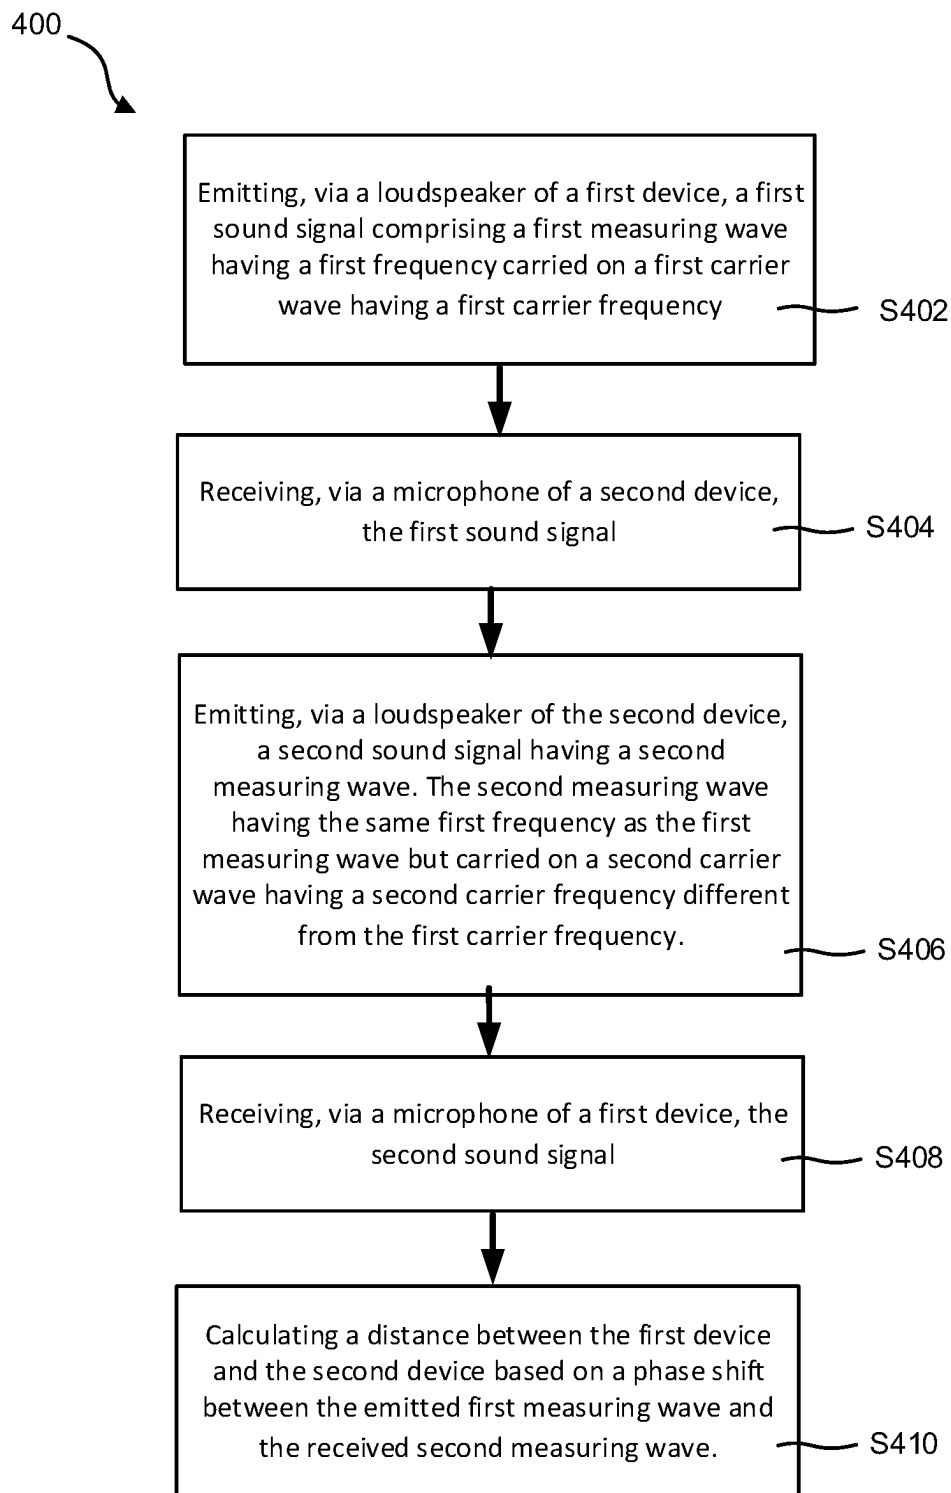 400
Emitting, via a loudspeaker of a first device, a first
sound signal comprising a first measuring wave
having a first frequency carried on a first carrier
wave having a first carrier frequency
S402
Receiving, via a microphone of a second device,
the first sound signal
S404
Emitting, via a loudspeaker of the second device,
a second sound signal having a second
measuring wave. The second measuring wave
having the same first frequency as the first
measuring wave but carried on a second carrier
wave having a second carrier frequency different
from the first carrier frequency.
S406
Receiving, via a microphone of a first device, the
second sound signal
S408
Calculating a distance between the first device
and the second device based on a phase shift
between the emitted first measuring wave and
the received second measuring wave.
S410